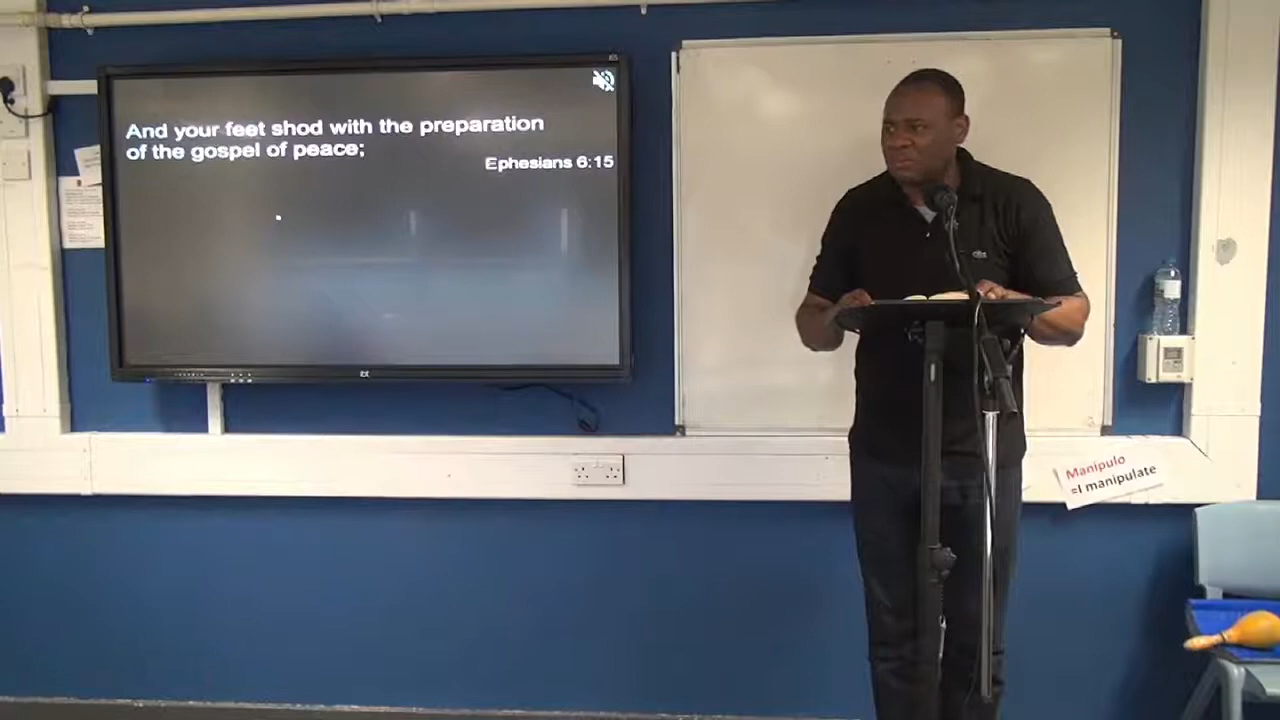 And your feet shod with the preparation
of the gospel of peace;
Ephesians 6:15
Manipulo
=I manipulate